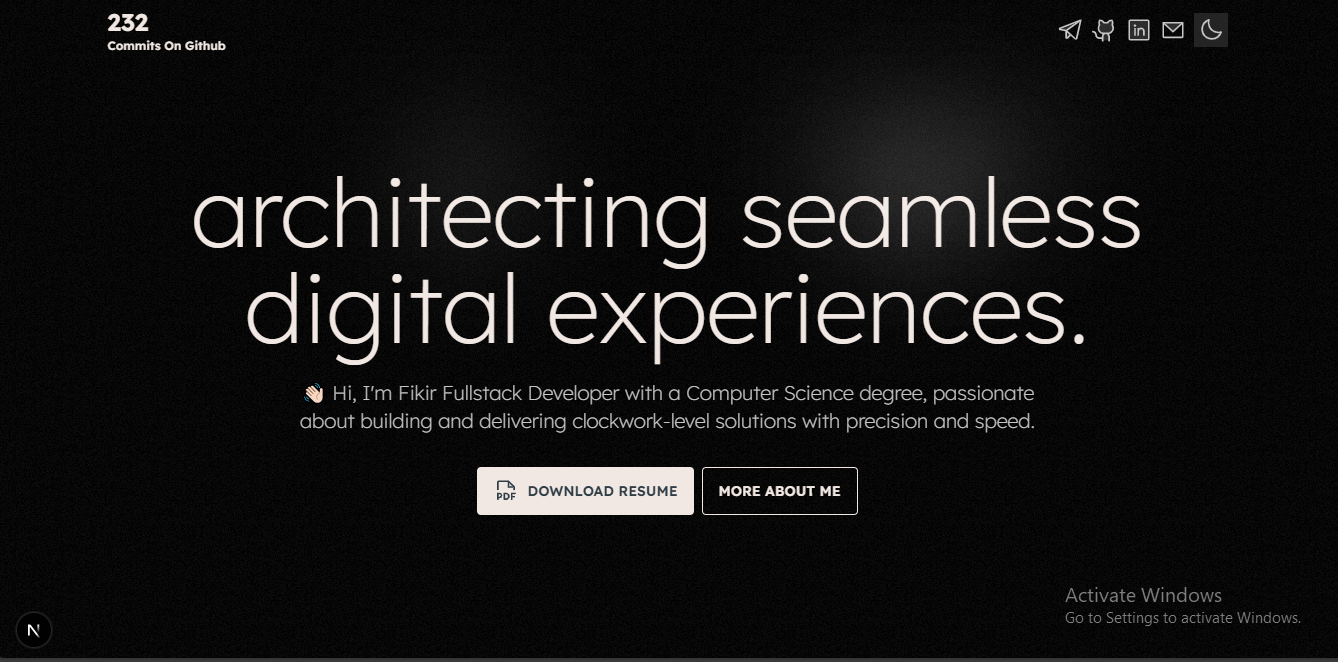 232
Commits On Github
architecting seamless
digital experiences.
👋🏻 Hi, I'm Fikir Fullstack Developer with a Computer Science degree, passionate
about building and delivering clockwork-level solutions with precision and speed.
PDF DOWNLOAD RESUME
MORE ABOUT ME
Activate Windows
Go to Settings to activate Windows.
N